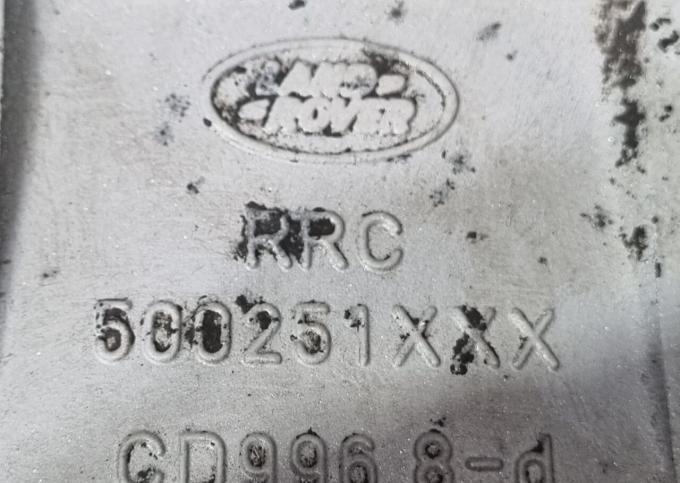 LAND-
-ROVER
RRC
500251XXX
CD996 8-d